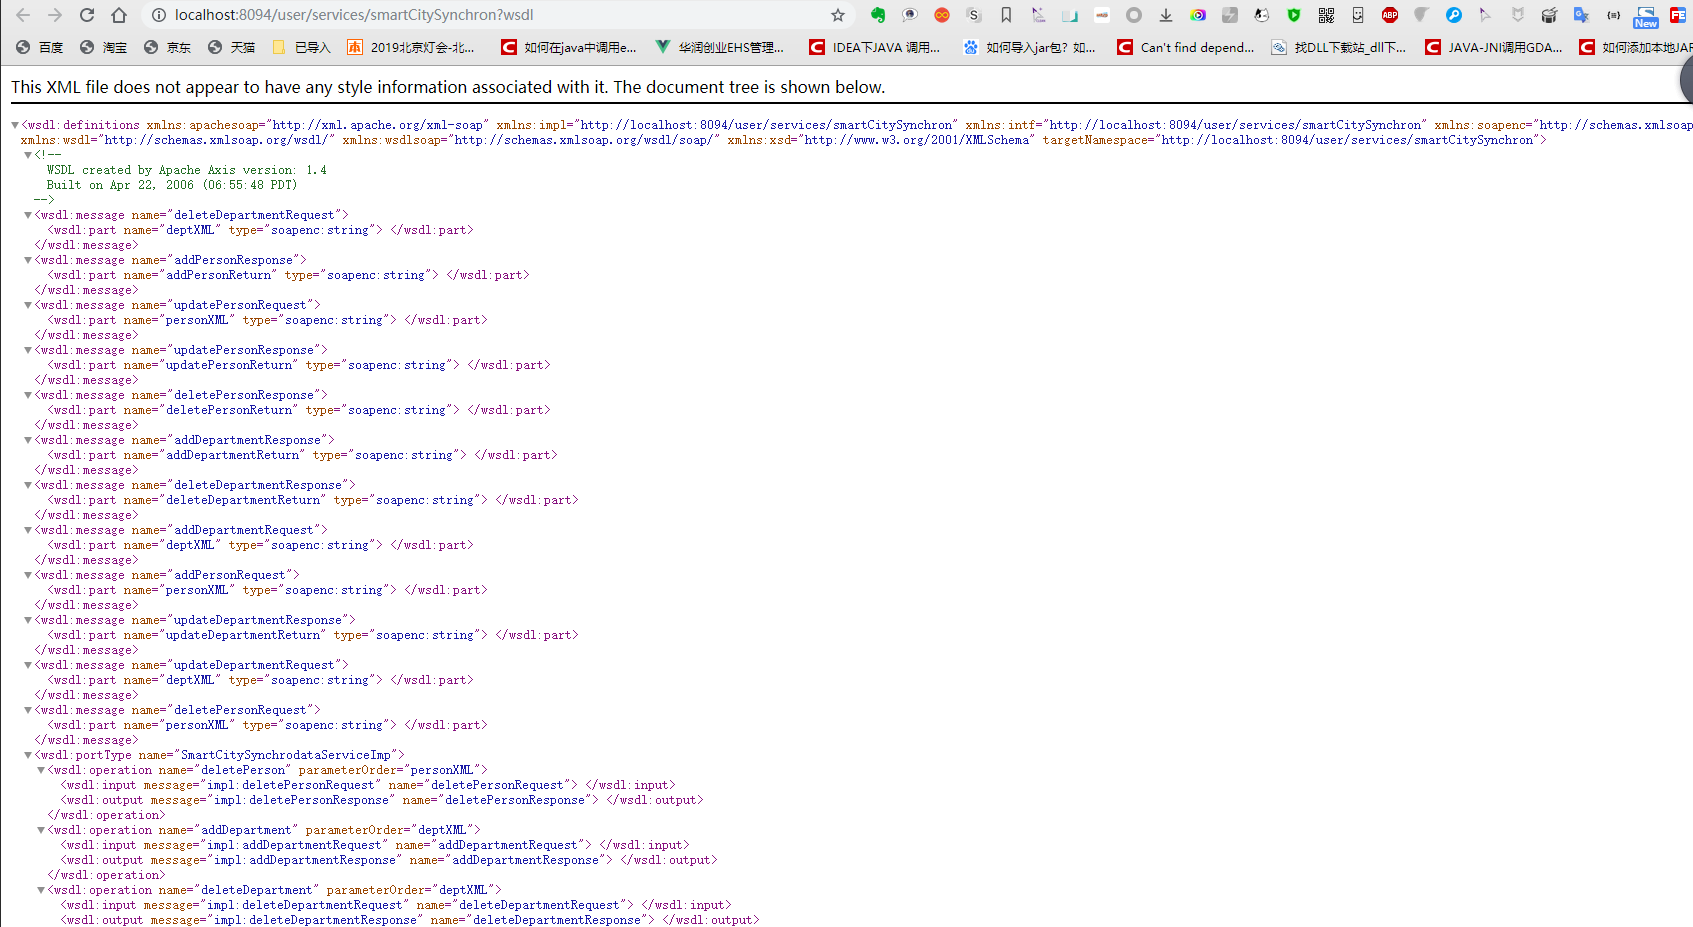 localhost:8094/user/services/smartCitySynchron?wsdl
百度 淘宝 京东 天猫 已导入 2019北京灯会-北... 如何在java中调用e... 华润创业EHS管理... IDEA下JAVA 调用... 如何导入jar包？如... Can't find depend... 找DLL下载站_dll下... JAVA-JNI调用GDA... 如何添加本地JAR
This XML file does not appear to have any style information associated with it. The document tree is shown below.
▼<wsdl:definitions xmlns:apachesoap="http://xml.apache.org/xml-soap" xmlns:impl="http://localhost:8094/user/services/smartCitySynchron" xmlns:intf="http://localhost:8094/user/services/smartCitySynchron" xmlns:soapenc="http://schemas.xmlsoap
xmlns:wsdl="http://schemas.xmlsoap.org/wsdl/" xmlns:wsdlsoap="http://schemas.xmlsoap.org/wsdl/soap/" xmlns:xsd="http://www.w3.org/2001/XMLSchema" targetNamespace="http://localhost:8094/user/services/smartCitySynchron">
▼<!--
WSDL created by Apache Axis version: 1.4
Built on Apr 22, 2006 (06:55:48 PDT)
-->
▼<wsdl:message name="deleteDepartmentRequest">
<wsdl:part name="deptXML" type="soapenc:string"> </wsdl:part>
</wsdl:message>
▼<wsdl:message name="addPersonResponse">
<wsdl:part name="addPersonReturn" type="soapenc:string"> </wsdl:part>
</wsdl:message>
▼<wsdl:message name="updatePersonRequest">
<wsdl:part name="personXML" type="soapenc:string"> </wsdl:part>
</wsdl:message>
▼<wsdl:message name="updatePersonResponse">
<wsdl:part name="updatePersonReturn" type="soapenc:string"> </wsdl:part>
</wsdl:message>
▼<wsdl:message name="deletePersonResponse">
<wsdl:part name="deletePersonReturn" type="soapenc:string"> </wsdl:part>
</wsdl:message>
▼<wsdl:message name="addDepartmentResponse">
<wsdl:part name="addDepartmentReturn" type="soapenc:string"> </wsdl:part>
</wsdl:message>
▼<wsdl:message name="deleteDepartmentResponse">
<wsdl:part name="deleteDepartmentReturn" type="soapenc:string"> </wsdl:part>
</wsdl:message>
▼<wsdl:message name="addDepartmentRequest">
<wsdl:part name="deptXML" type="soapenc:string"> </wsdl:part>
</wsdl:message>
▼<wsdl:message name="addPersonRequest">
<wsdl:part name="personXML" type="soapenc:string"> </wsdl:part>
</wsdl:message>
▼<wsdl:message name="updateDepartmentResponse">
<wsdl:part name="updateDepartmentReturn" type="soapenc:string"> </wsdl:part>
</wsdl:message>
▼<wsdl:message name="updateDepartmentRequest">
<wsdl:part name="deptXML" type="soapenc:string"> </wsdl:part>
</wsdl:message>
▼<wsdl:message name="deletePersonRequest">
<wsdl:part name="personXML" type="soapenc:string"> </wsdl:part>
</wsdl:message>
▼<wsdl:portType name="SmartCitySynchrodataServiceImp">
▼<wsdl:operation name="deletePerson" parameterOrder="personXML">
<wsdl:input message="impl:deletePersonRequest" name="deletePersonRequest"> </wsdl:input>
<wsdl:output message="impl:deletePersonResponse" name="deletePersonResponse"> </wsdl:output>
</wsdl:operation>
▼<wsdl:operation name="addDepartment" parameterOrder="deptXML">
<wsdl:input message="impl:addDepartmentRequest" name="addDepartmentRequest"> </wsdl:input>
<wsdl:output message="impl:addDepartmentResponse" name="addDepartmentResponse"> </wsdl:output>
</wsdl:operation>
▼<wsdl:operation name="deleteDepartment" parameterOrder="deptXML">
<wsdl:input message="impl:deleteDepartmentRequest" name="deleteDepartmentRequest"> </wsdl:input>
<wsdl:output message="impl:deleteDepartmentResponse" name="deleteDepartmentResponse"> </wsdl:output>